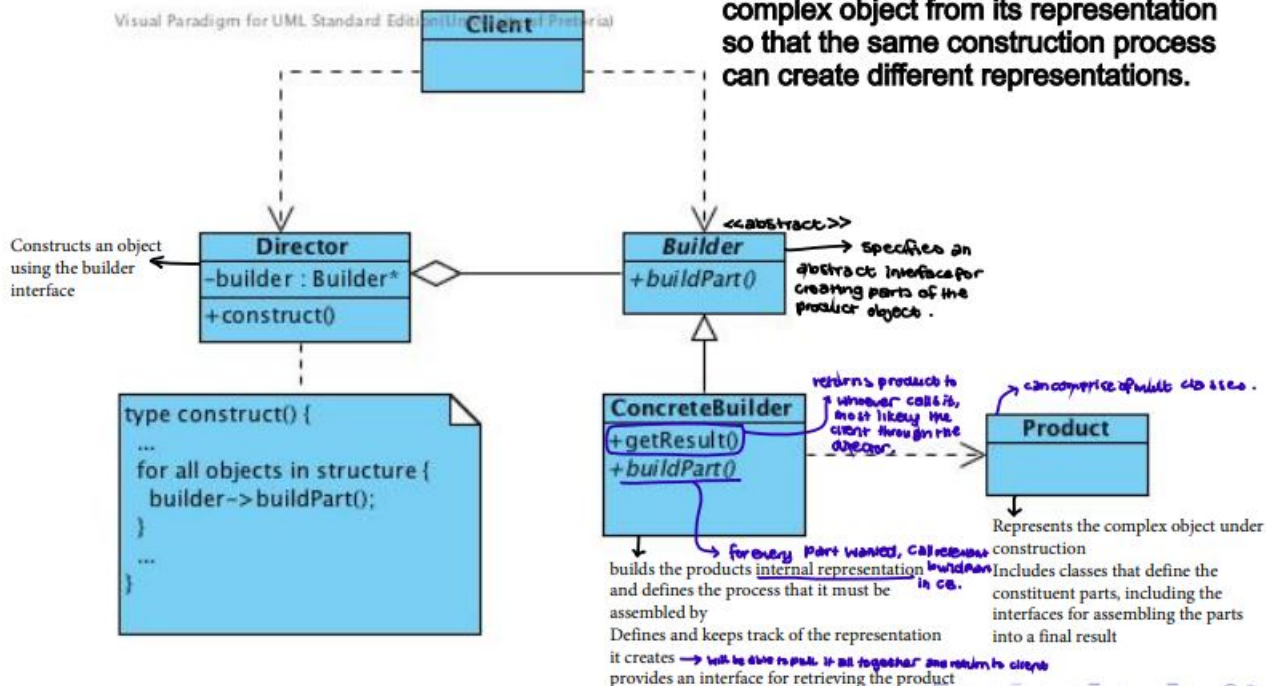 complex object from its representation
so that the same construction process
can create different representations.
Visual Paradigm for UML Standard Edition(University of Pretoria)
Client
Constructs an object
using the builder
interface
Director
-builder : Builder*
+construct()
<<abstract>>
Builder
+buildPart()
specfies an
abstract interface for
creating parts of the
product object.
type construct() {
...
for all objects in structure {
builder->buildPart();
}
...
}
ConcreteBuilder
+getResult()
+buildPart()
returns product to
whoever calls it,
most likely the
client through the
director.
can comprise of mult classes.
Product
for every part wanted, call relevant
buildPart
in CB.
builds the products internal representation
and defines the process that it must be
assembled by
Defines and keeps track of the representation
it creates → will be able to pull it all together and return to client
provides an interface for retrieving the product
Represents the complex object under
construction
Includes classes that define the
constituent parts, including the
interfaces for assembling the parts
into a final result